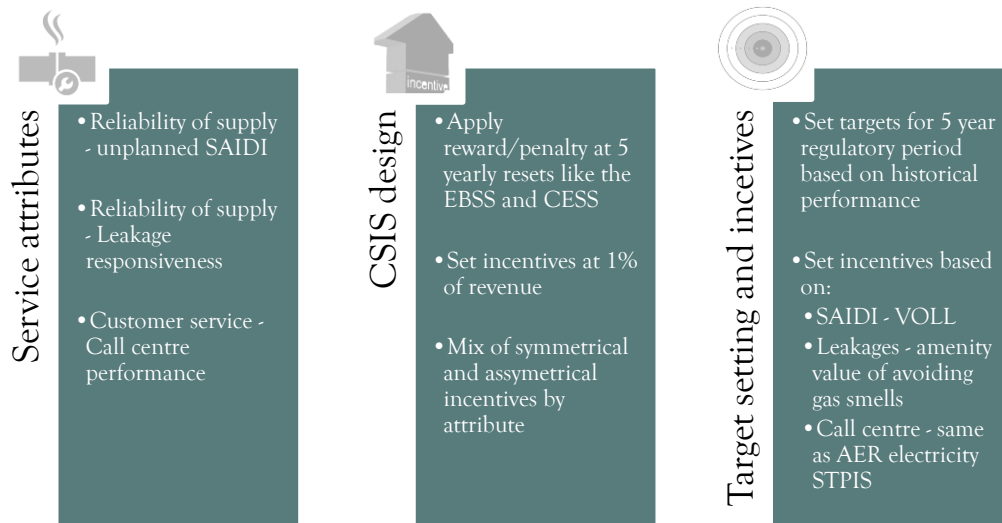 Service attributes
• Reliability of supply
- unplanned SAIDI
• Reliability of supply
- Leakage
responsiveness
• Customer service -
Call centre
performance
incentive
CSIS design
• Apply
reward/penalty at 5
yearly resets like the
EBSS and CESS
• Set incentives at 1%
of revenue
• Mix of symmetrical
and assymetrical
incentives by
attribute
Target setting and incetives
• Set targets for 5 year
regulatory period
based on historical
performance
• Set incentives based
on:
• SAIDI - VOLL
• Leakages - amenity
value of avoiding
gas smells
• Call centre - same
as AER electricity
STPIS